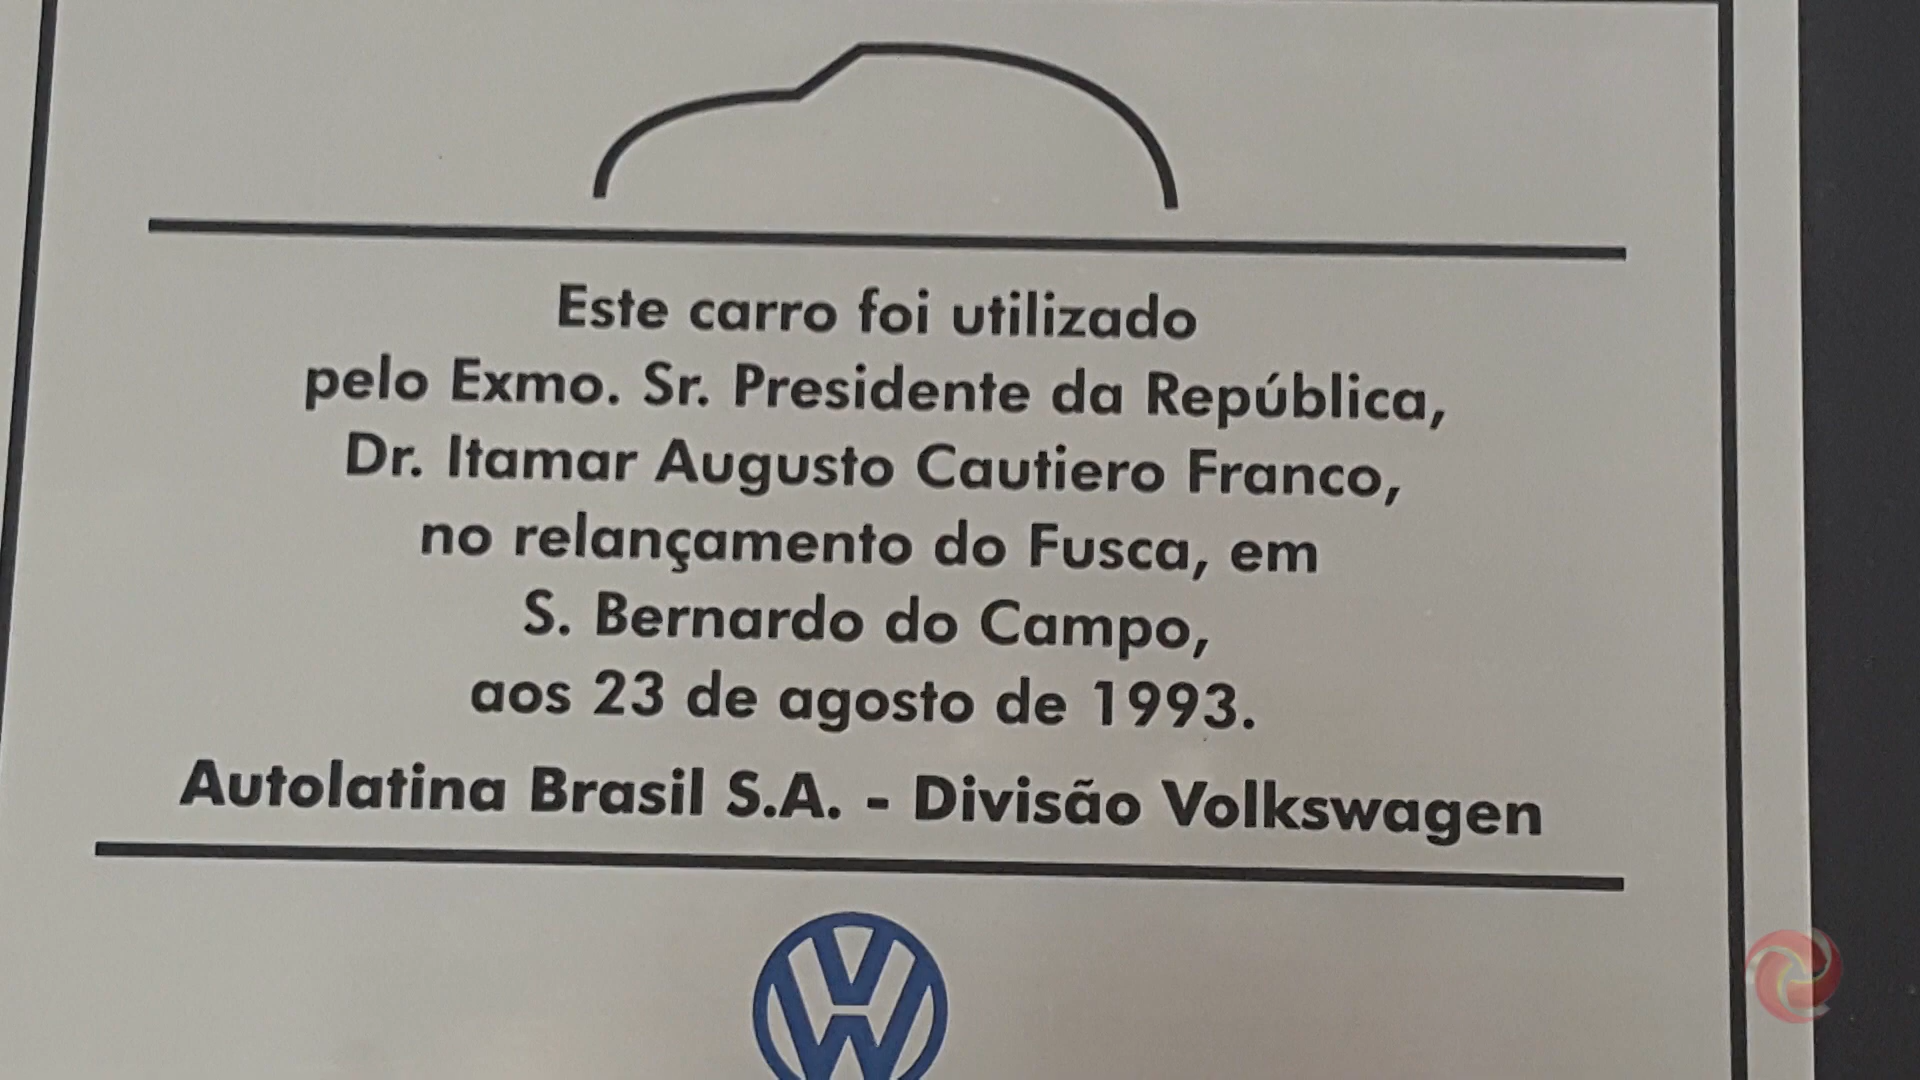 Este carro foi utilizado
pelo Exmo. Sr. Presidente da República,
Dr. Itamar Augusto Cautiero Franco,
no relançamento do Fusca, em
S. Bernardo do Campo,
aos 23 de agosto de 1993.
Autolatina Brasil S.A. - Divisão Volkswagen
VW